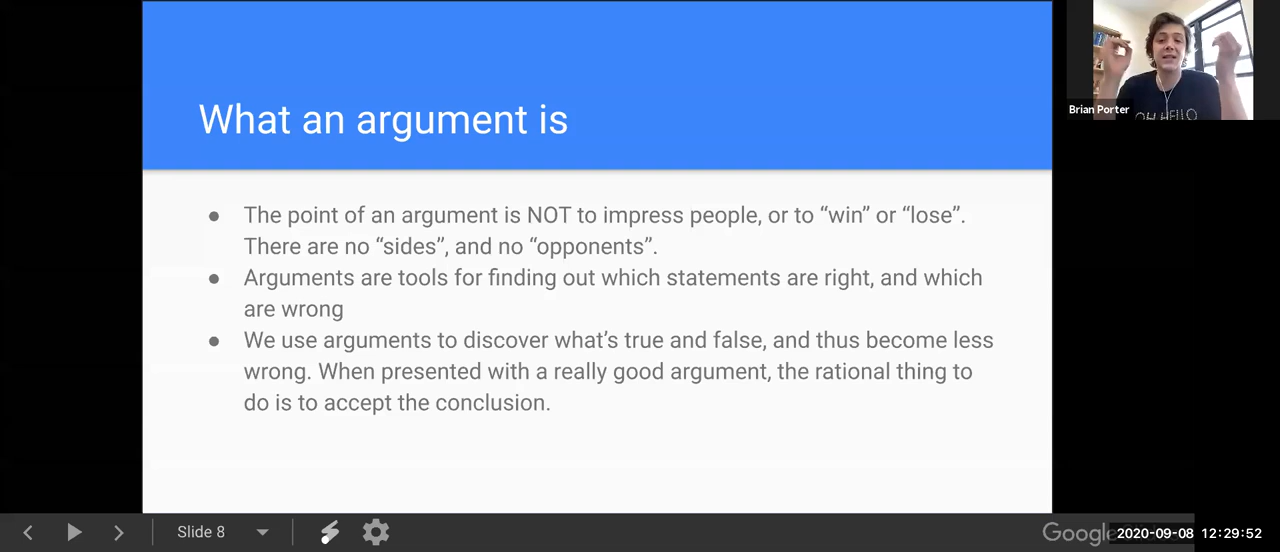 What an argument is
● The point of an argument is NOT to impress people, or to “win” or “lose”.
There are no “sides”, and no “opponents”.
● Arguments are tools for finding out which statements are right, and which
are wrong
● We use arguments to discover what’s true and false, and thus become less
wrong. When presented with a really good argument, the rational thing to
do is to accept the conclusion.
OH HELLO
Brian Porter
Slide 8
Google
2020-09-08 12:29:52